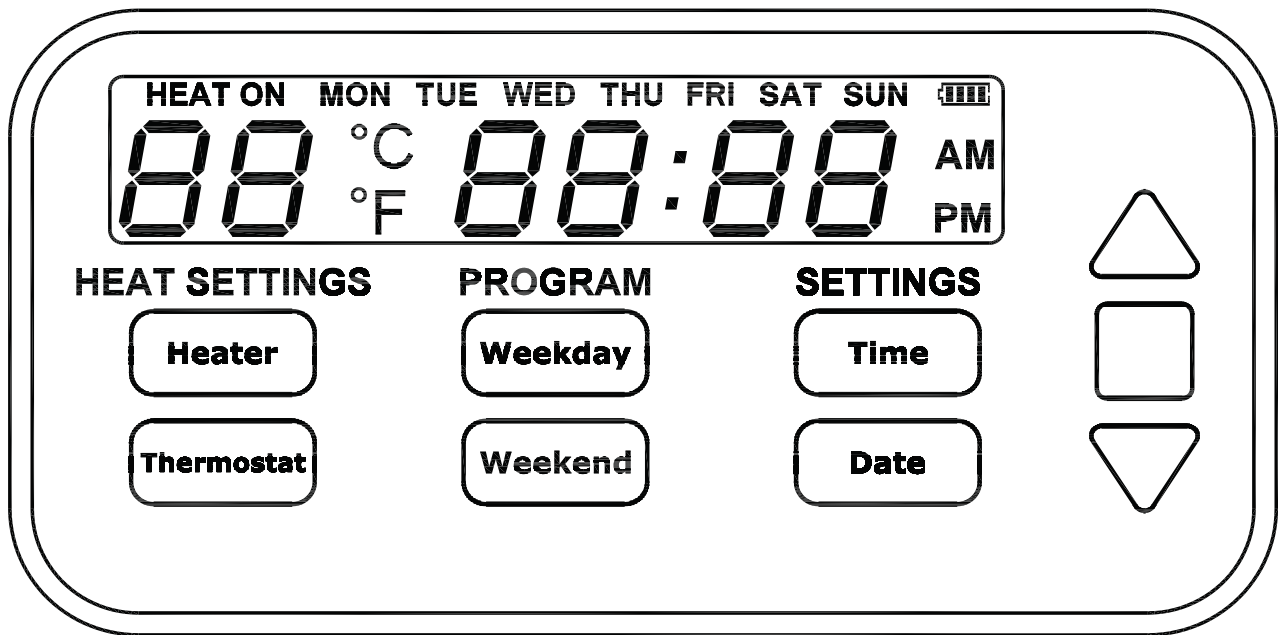 HEAT ON MON TUE WED THU FRI SAT SUN
88 °C 88:88 AM
°F PM
HEAT SETTINGS PROGRAM SETTINGS
Heater Weekday Time
Thermostat Weekend Date